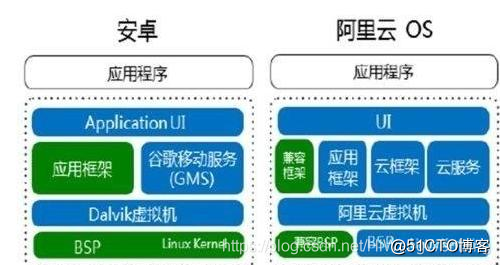 安卓
应用程序
Application UI
应用框架
谷歌移动服务
(GMS)
Dalvik虚拟机
BSP
Linux Kernel
阿里云 OS
应用程序
UI
兼容
框架
应用
框架
云框架
云服务
阿里云虚拟机
兼容BSP
BSP
https://blog.csdn.net/
@51CTO博客